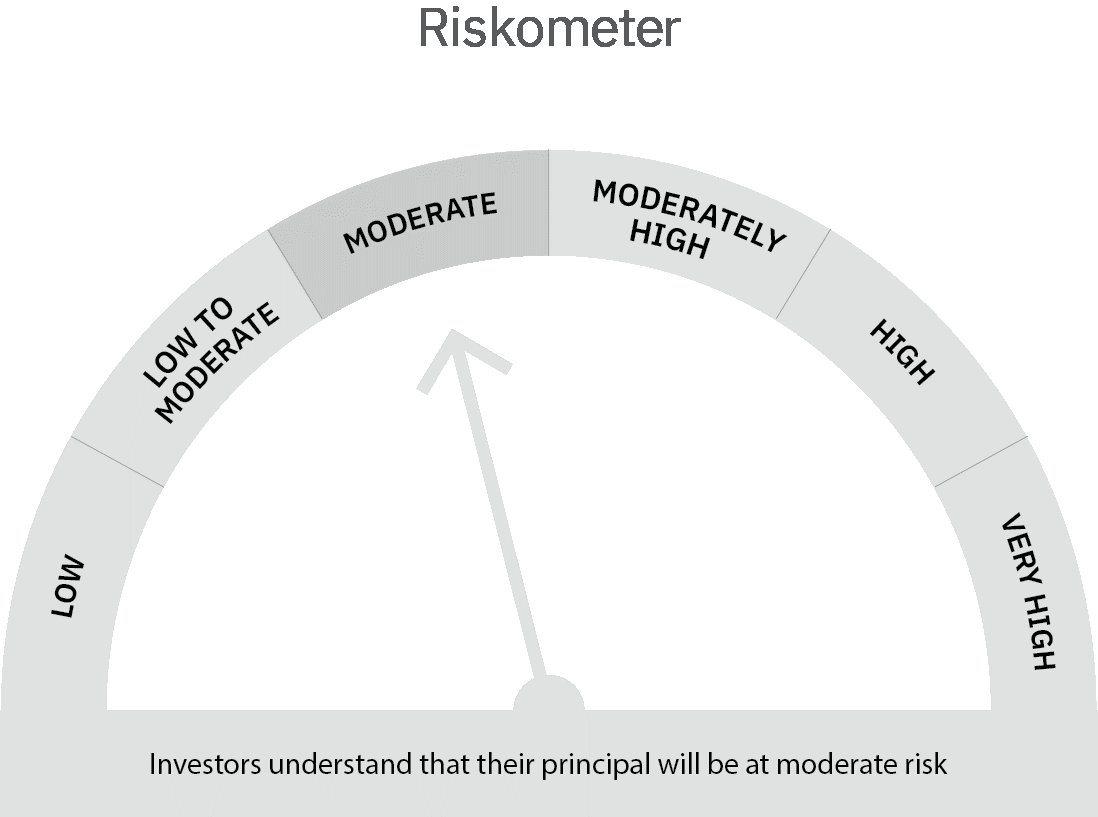 Riskometer
LOW
LOW TO
MODERATE
MODERATE
MODERATELY
HIGH
HIGH
VERY HIGH
Investors understand that their principal will be at moderate risk